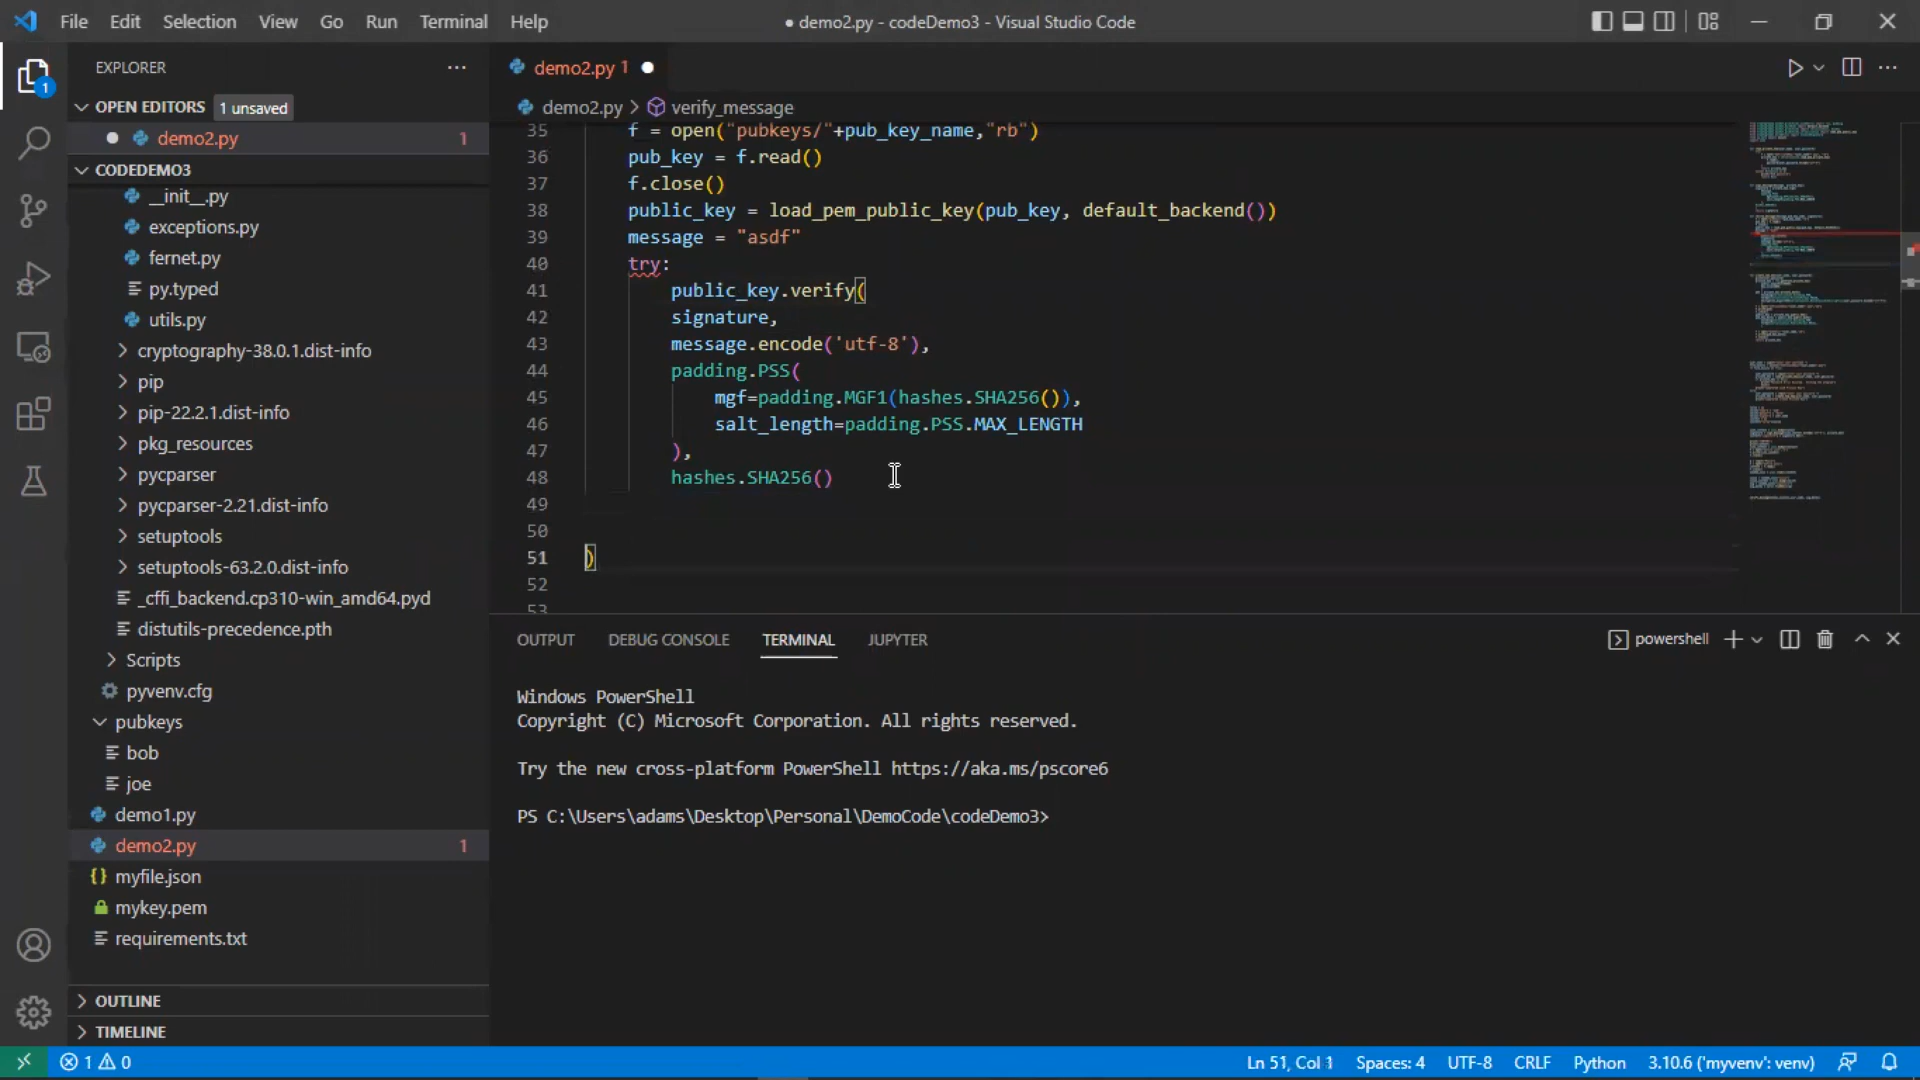 File Edit Selection View Go Run Terminal Help
● demo2.py - codeDemo3 - Visual Studio Code
EXPLORER
1
OPEN EDITORS 1 unsaved
demo2.py 1
CODEDEMO3
__init__.py
exceptions.py
fernet.py
py.typed
utils.py
cryptography-38.0.1.dist-info
pip
pip-22.2.1.dist-info
pkg_resources
pycparser
pycparser-2.21.dist-info
setuptools
setuptools-63.2.0.dist-info
_cffi_backend.cp310-win_amd64.pyd
distutils-precedence.pth
Scripts
pyvenv.cfg
pubkeys
bob
joe
demo1.py
demo2.py 1
myfile.json
mykey.pem
requirements.txt
OUTLINE
TIMELINE
demo2.py 1
demo2.py > verify_message
35 f = open("pubkeys/"+pub_key_name,"rb")
36 pub_key = f.read()
37 f.close()
38 public_key = load_pem_public_key(pub_key, default_backend())
39 message = "asdf"
40 try:
41 public_key.verify(
42 signature,
43 message.encode('utf-8'),
44 padding.PSS(
45 mgf=padding.MGF1(hashes.SHA256()),
46 salt_length=padding.PSS.MAX_LENGTH
47 ),
48 hashes.SHA256()
49
50
51 )
52
53
OUTPUT DEBUG CONSOLE TERMINAL JUPYTER
powershell
Windows PowerShell
Copyright (C) Microsoft Corporation. All rights reserved.
Try the new cross-platform PowerShell https://aka.ms/pscore6
PS C:\Users\adams\Desktop\Personal\DemoCode\codeDemo3>
1 0
Ln 51, Col 1 Spaces: 4 UTF-8 CRLF Python 3.10.6 ('myvenv': venv)